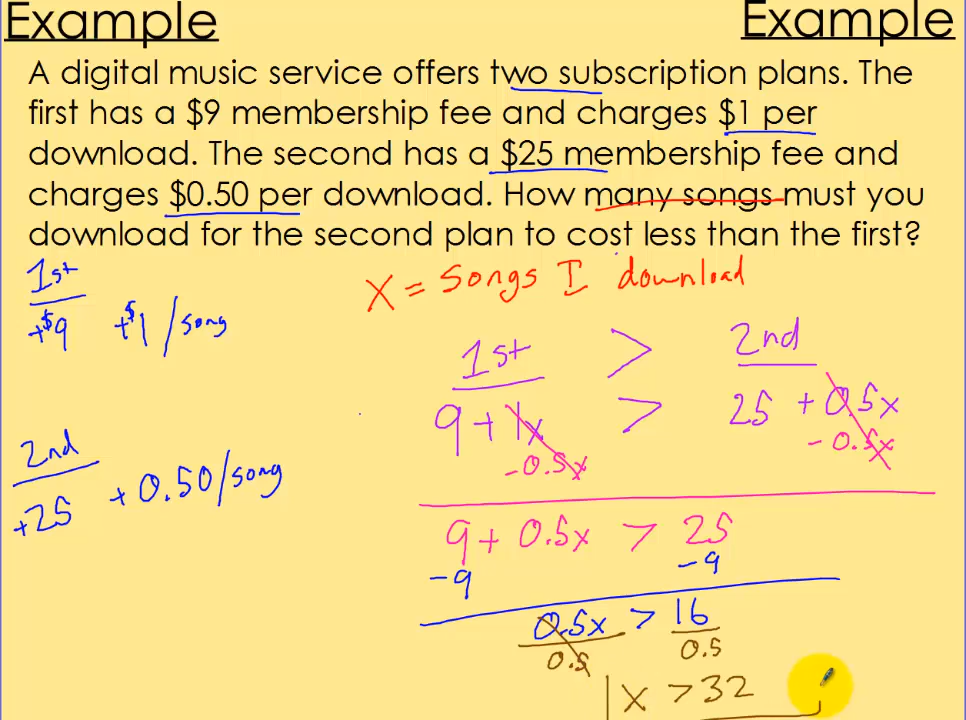 Example
Example
A digital music service offers two subscription plans. The
first has a $9 membership fee and charges $1 per
download. The second has a $25 membership fee and
charges $0.50 per download. How many songs must you
download for the second plan to cost less than the first?
1st
+$9 +$1 / song
2nd
+25 + 0.50 / song
X = Songs I download
1st > 2nd
9 + 1x > 25 + 0.5x
-0.5x - 0.5x
9 + 0.5x > 25
-9 -9
0.5x > 16
0.5 0.5
x > 32